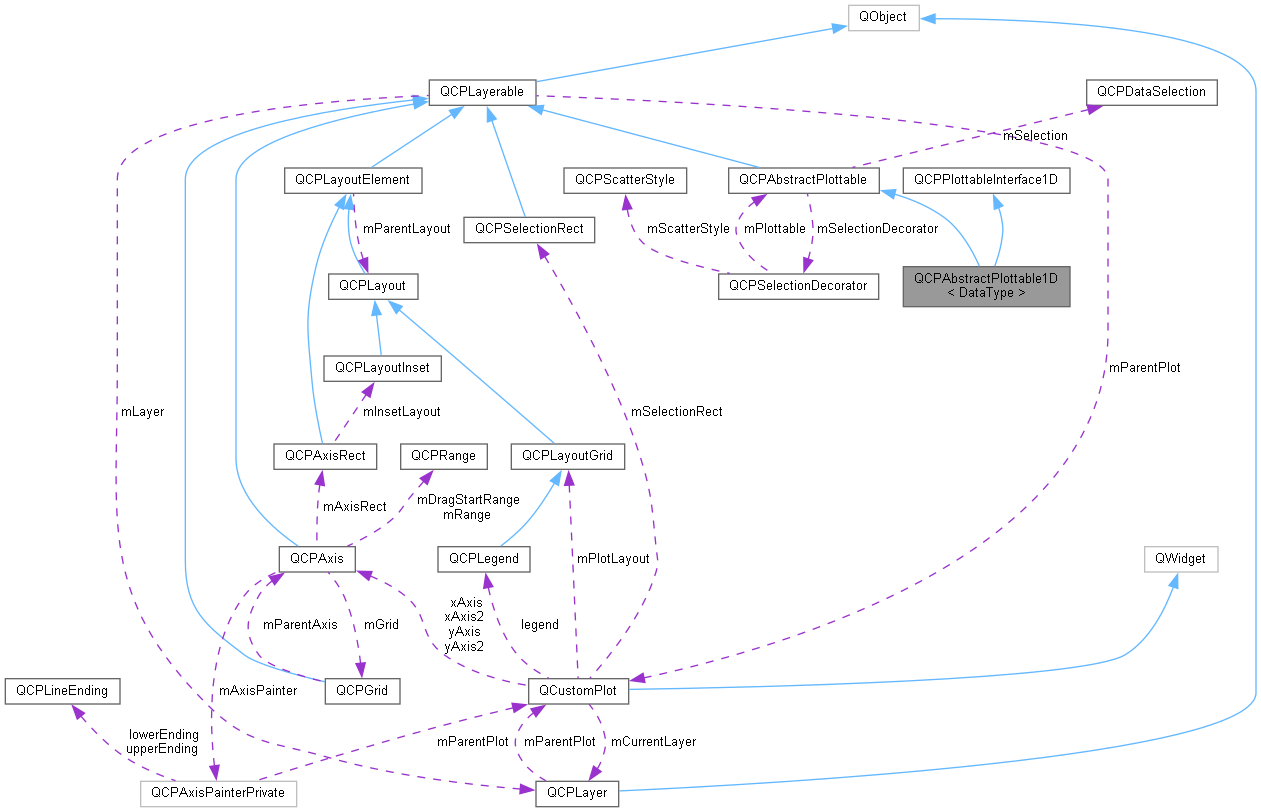 QObject
QCPLayerable
QCPDataSelection
mSelection
QCPLayoutElement
QCPScatterStyle
QCPAbstractPlottable
QCPPlottableInterface1D
mParentLayout
QCPSelectionRect
mScatterStyle
mPlottable
mSelectionDecorator
QCPLayout
QCPSelectionDecorator
QCPAbstractPlottable1D
< DataType >
QCPLayoutInset
mParentPlot
mLayer
mInsetLayout
mSelectionRect
QCPAxisRect
QCPRange
QCPLayoutGrid
mAxisRect
mDragStartRange
mRange
QCPAxis
QCPLegend
mPlotLayout
QWidget
xAxis
xAxis2
yAxis
yAxis2
mParentAxis
mGrid
legend
QCPLineEnding
mAxisPainter
QCPGrid
QCustomPlot
lowerEnding
upperEnding
mParentPlot
mParentPlot
mCurrentLayer
QCPAxisPainterPrivate
QCPLayer